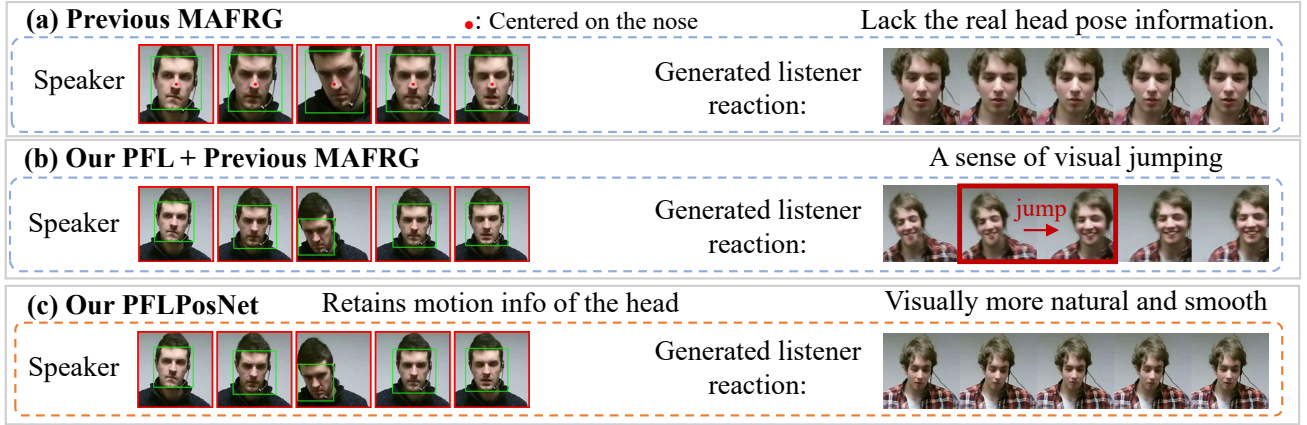 (a) Previous MAFRG
●: Centered on the nose
Lack the real head pose information.
Speaker
Generated listener
reaction:
(b) Our PFL + Previous MAFRG
A sense of visual jumping
Speaker
Generated listener
reaction:
jump
(c) Our PFLPosNet
Retains motion info of the head
Visually more natural and smooth
Speaker
Generated listener
reaction: